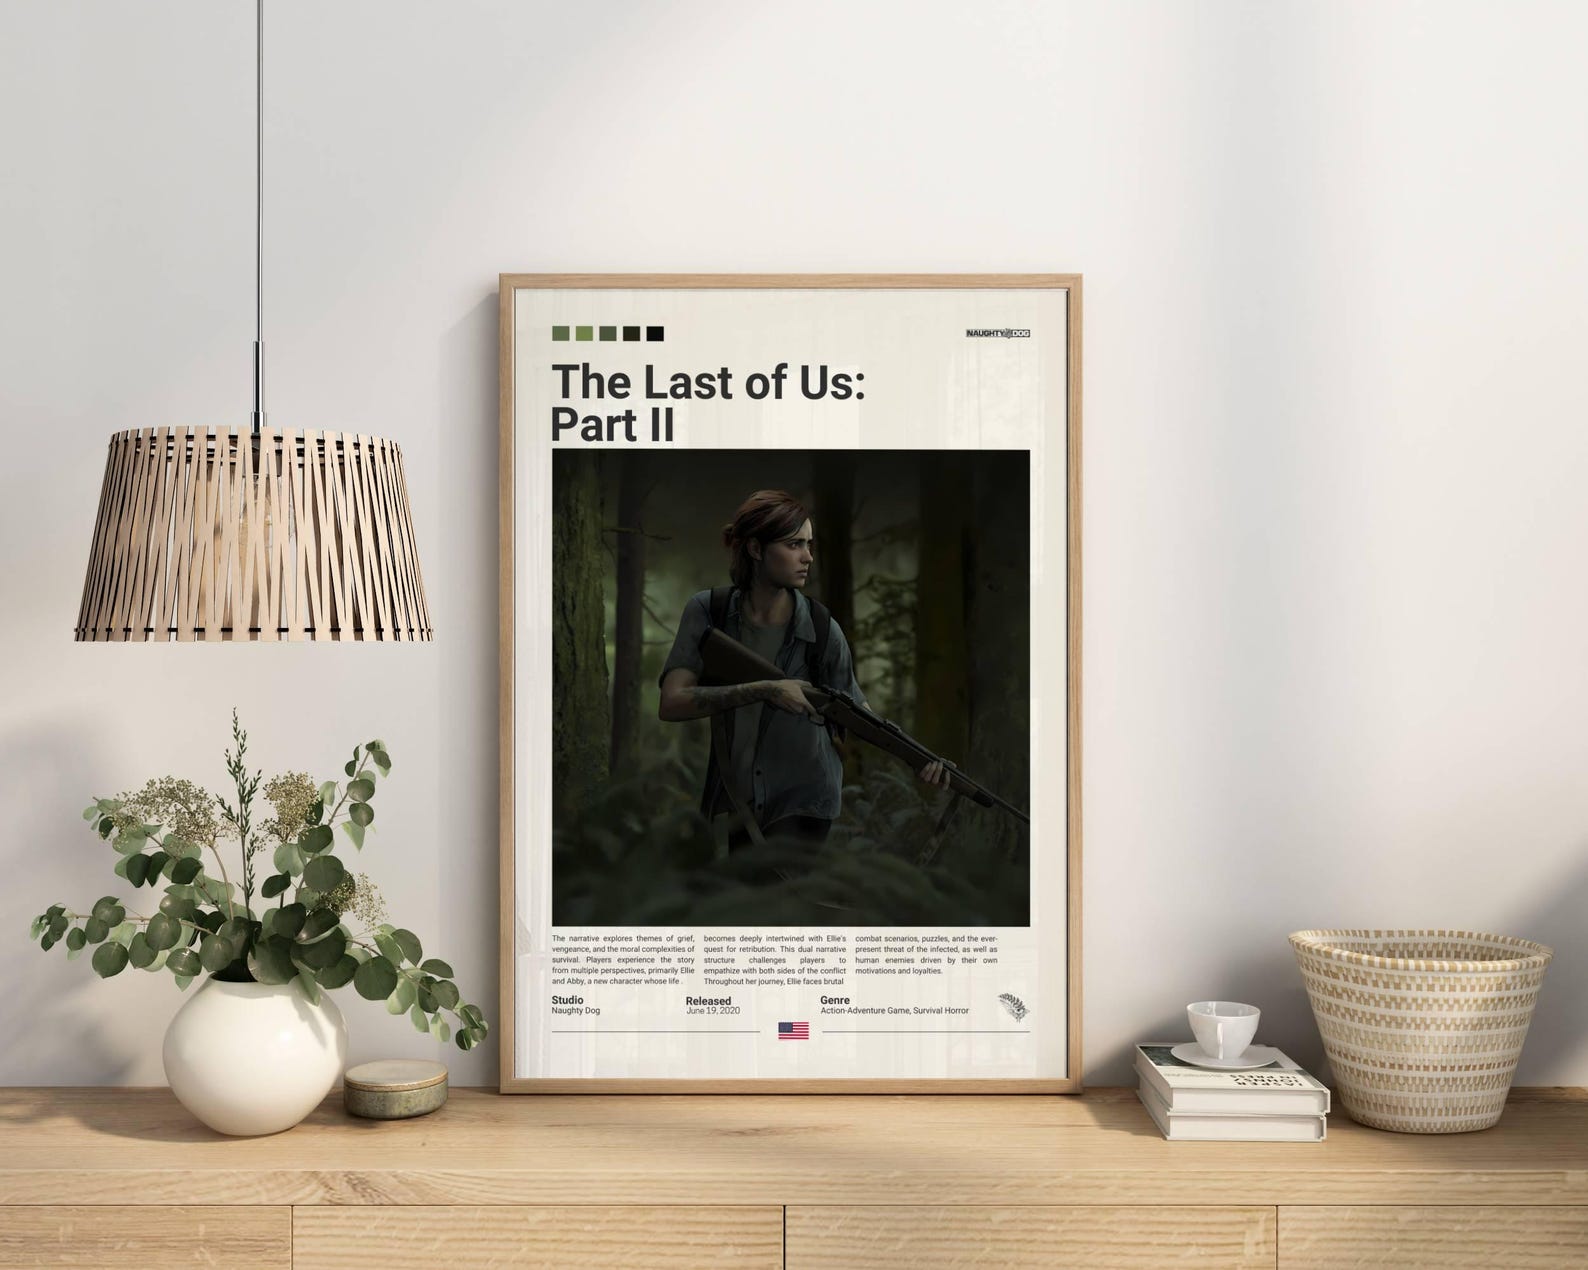 NAUGHTY DOG
The Last of Us:
Part II
The narrative explores themes of grief,
vengeance, and the moral complexities of
survival. Players experience the story
from multiple perspectives, primarily Ellie
and Abby, a new character whose life .
becomes deeply intertwined with Ellie's
quest for retribution. This dual narrative
structure challenges players to
empathize with both sides of the conflict
Throughout her journey, Ellie faces brutal
combat scenarios, puzzles, and the ever-
present threat of the infected, as well as
human enemies driven by their own
motivations and loyalties.
Studio
Naughty Dog
Released
June 19, 2020
Genre
Action-Adventure Game, Survival Horror